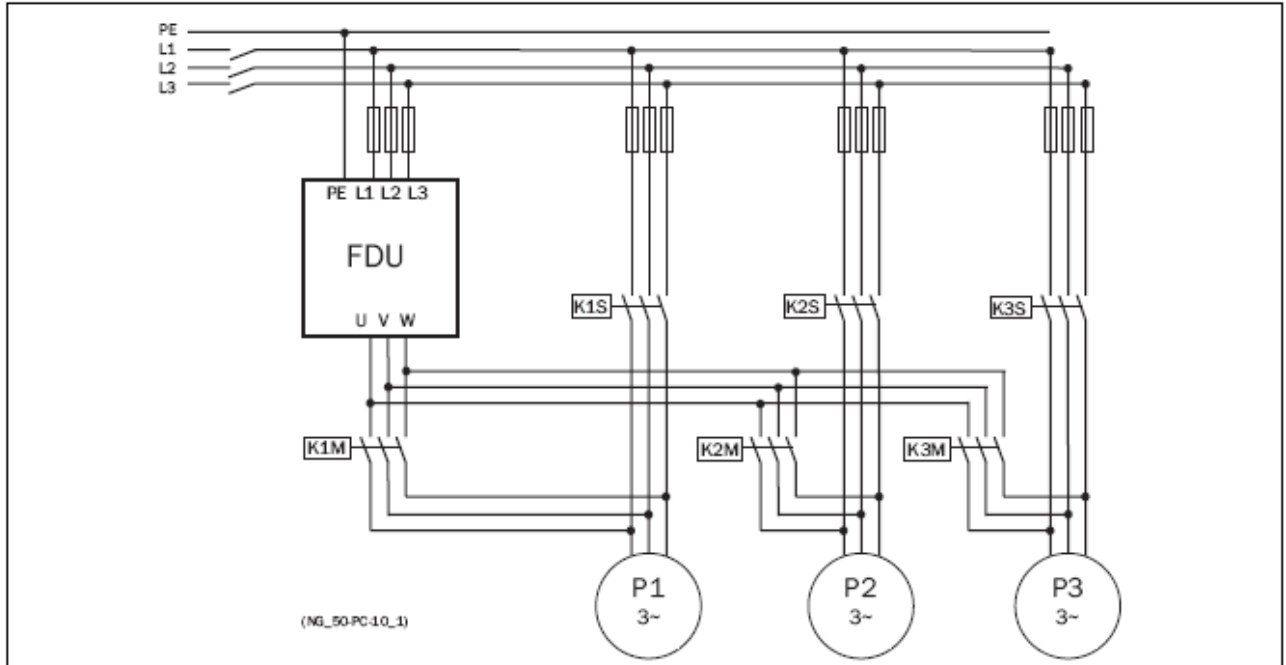 PE
L1
L2
L3
PE L1 L2 L3
FDU
U V W
K1S
K2S
K3S
K1M
K2M
K3M
P1
3~
P2
3~
P3
3~
(NG_50-PC-10_1)